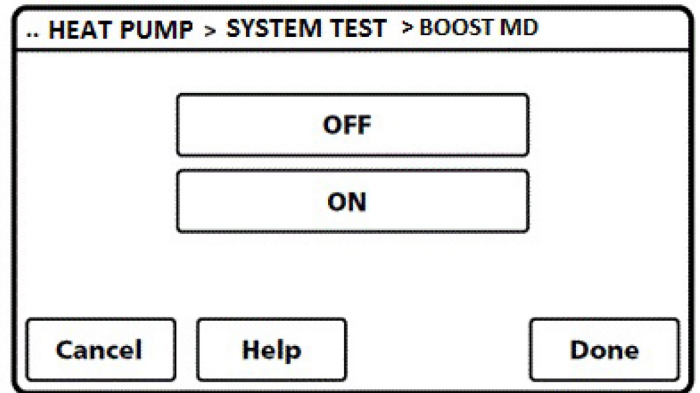 .. HEAT PUMP > SYSTEM TEST > BOOST MD
OFF
ON
Cancel Help Done